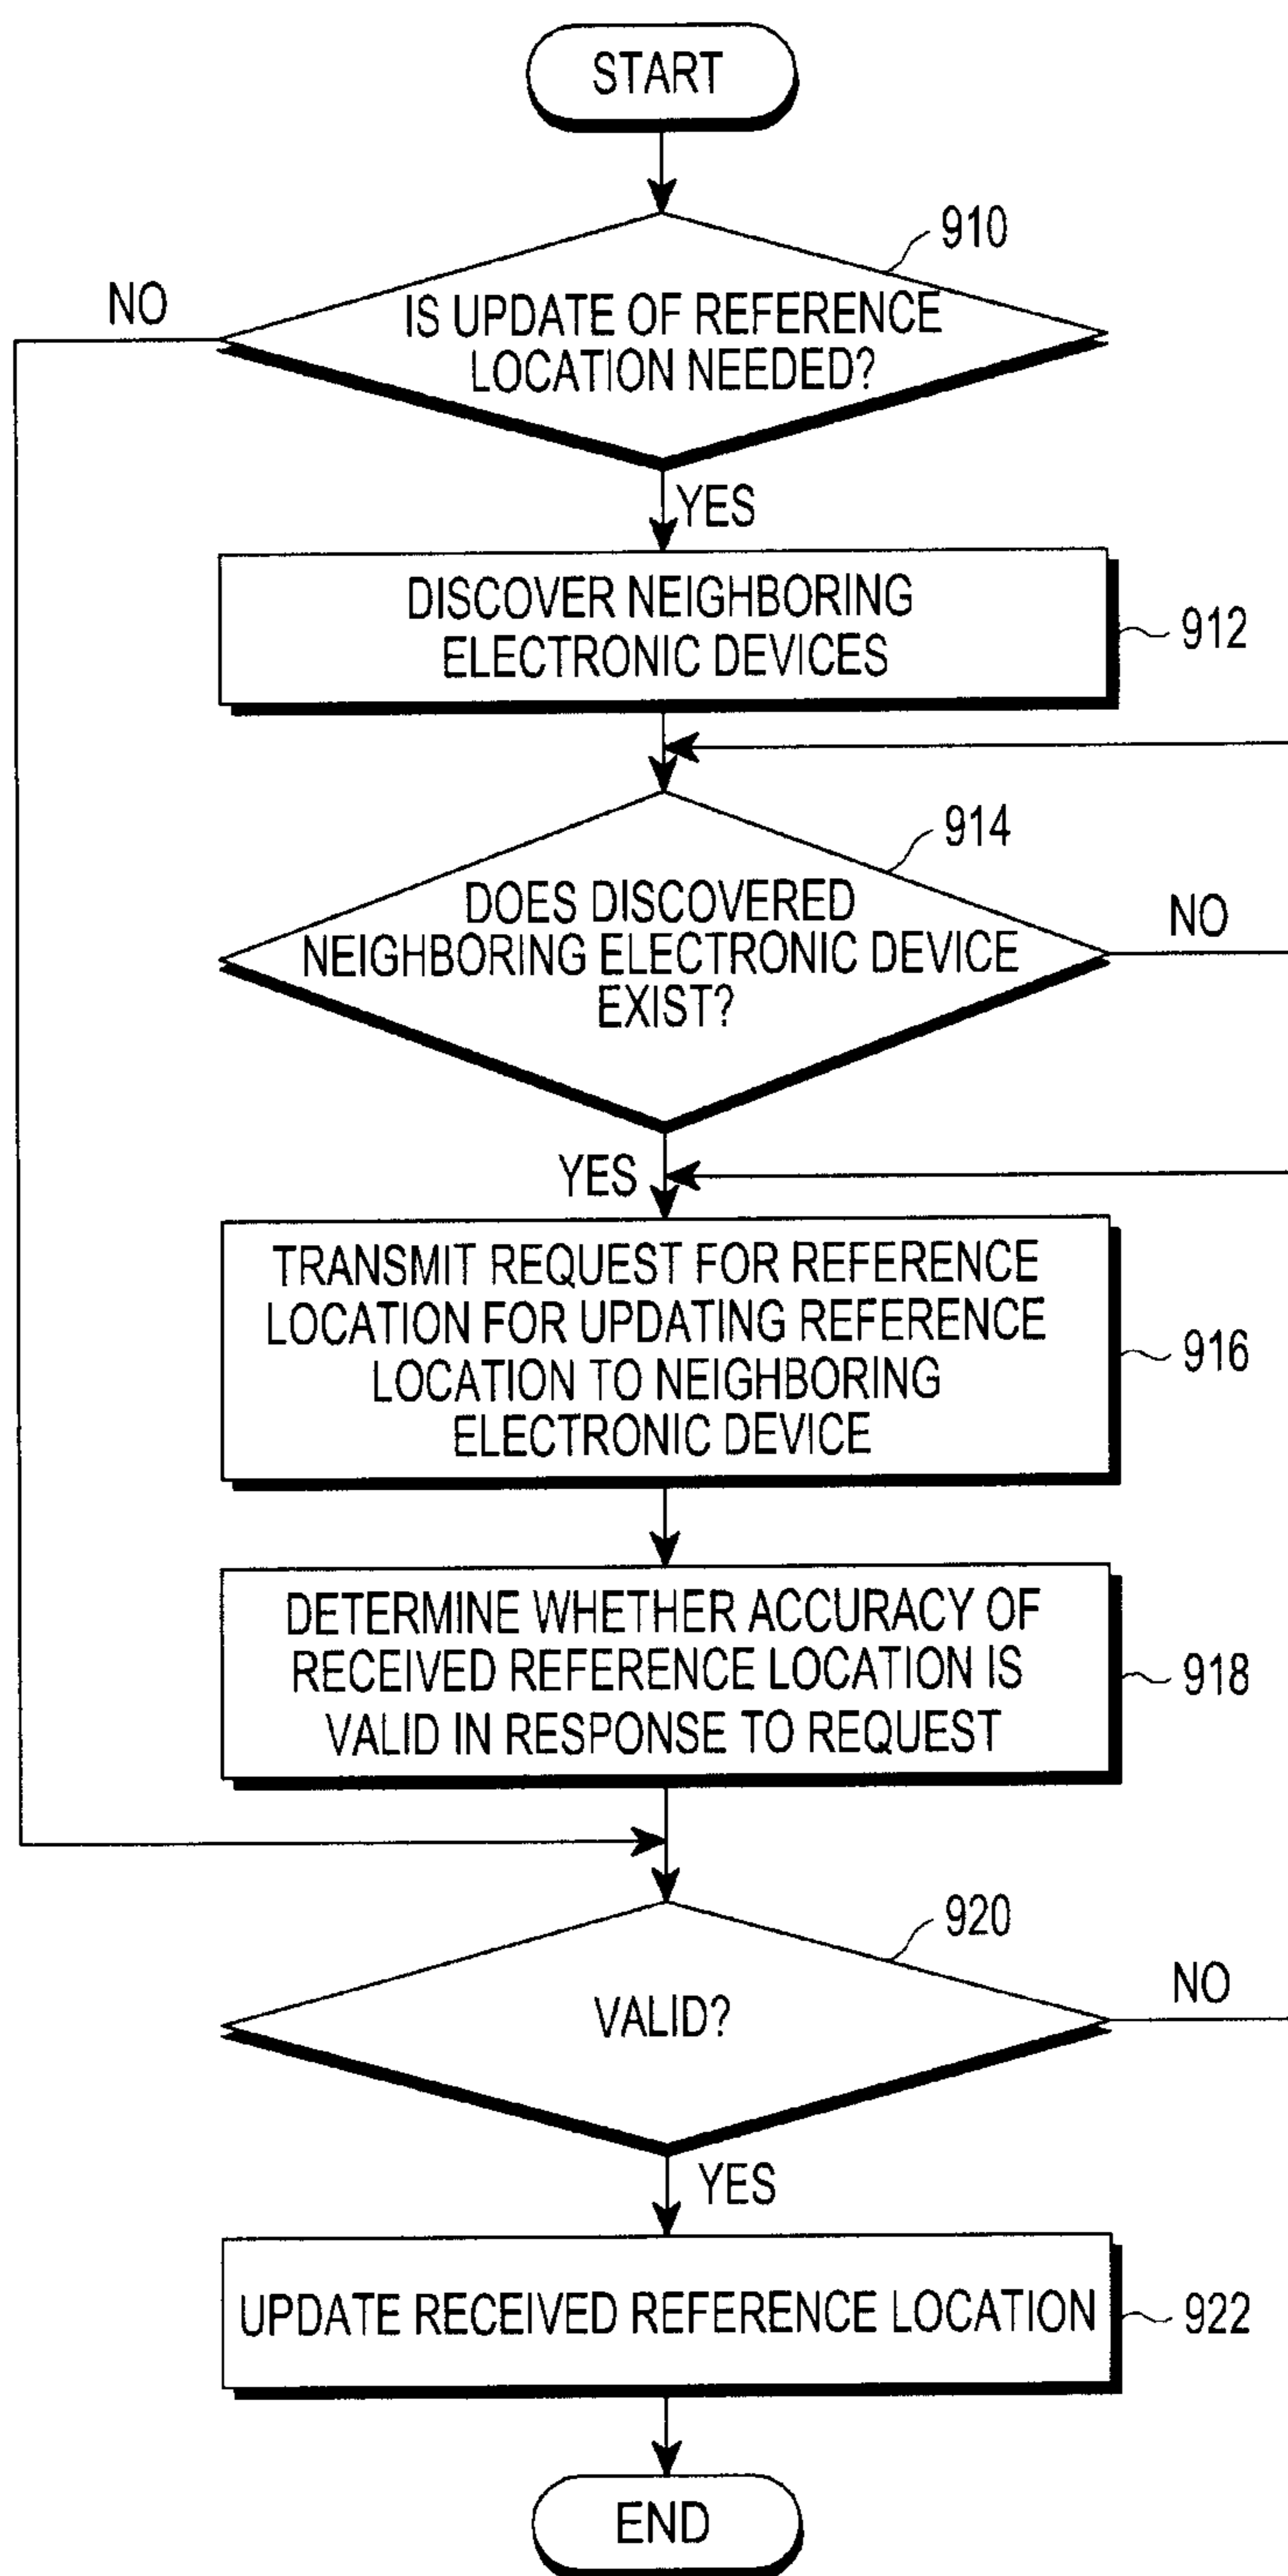 START
910
NO
IS UPDATE OF REFERENCE
LOCATION NEEDED?
YES
DISCOVER NEIGHBORING
ELECTRONIC DEVICES
912
914
DOES DISCOVERED
NEIGHBORING ELECTRONIC DEVICE
EXIST?
NO
YES
TRANSMIT REQUEST FOR REFERENCE
LOCATION FOR UPDATING REFERENCE
LOCATION TO NEIGHBORING
ELECTRONIC DEVICE
916
DETERMINE WHETHER ACCURACY OF
RECEIVED REFERENCE LOCATION IS
VALID IN RESPONSE TO REQUEST
918
920
VALID?
NO
YES
UPDATE RECEIVED REFERENCE LOCATION
922
END